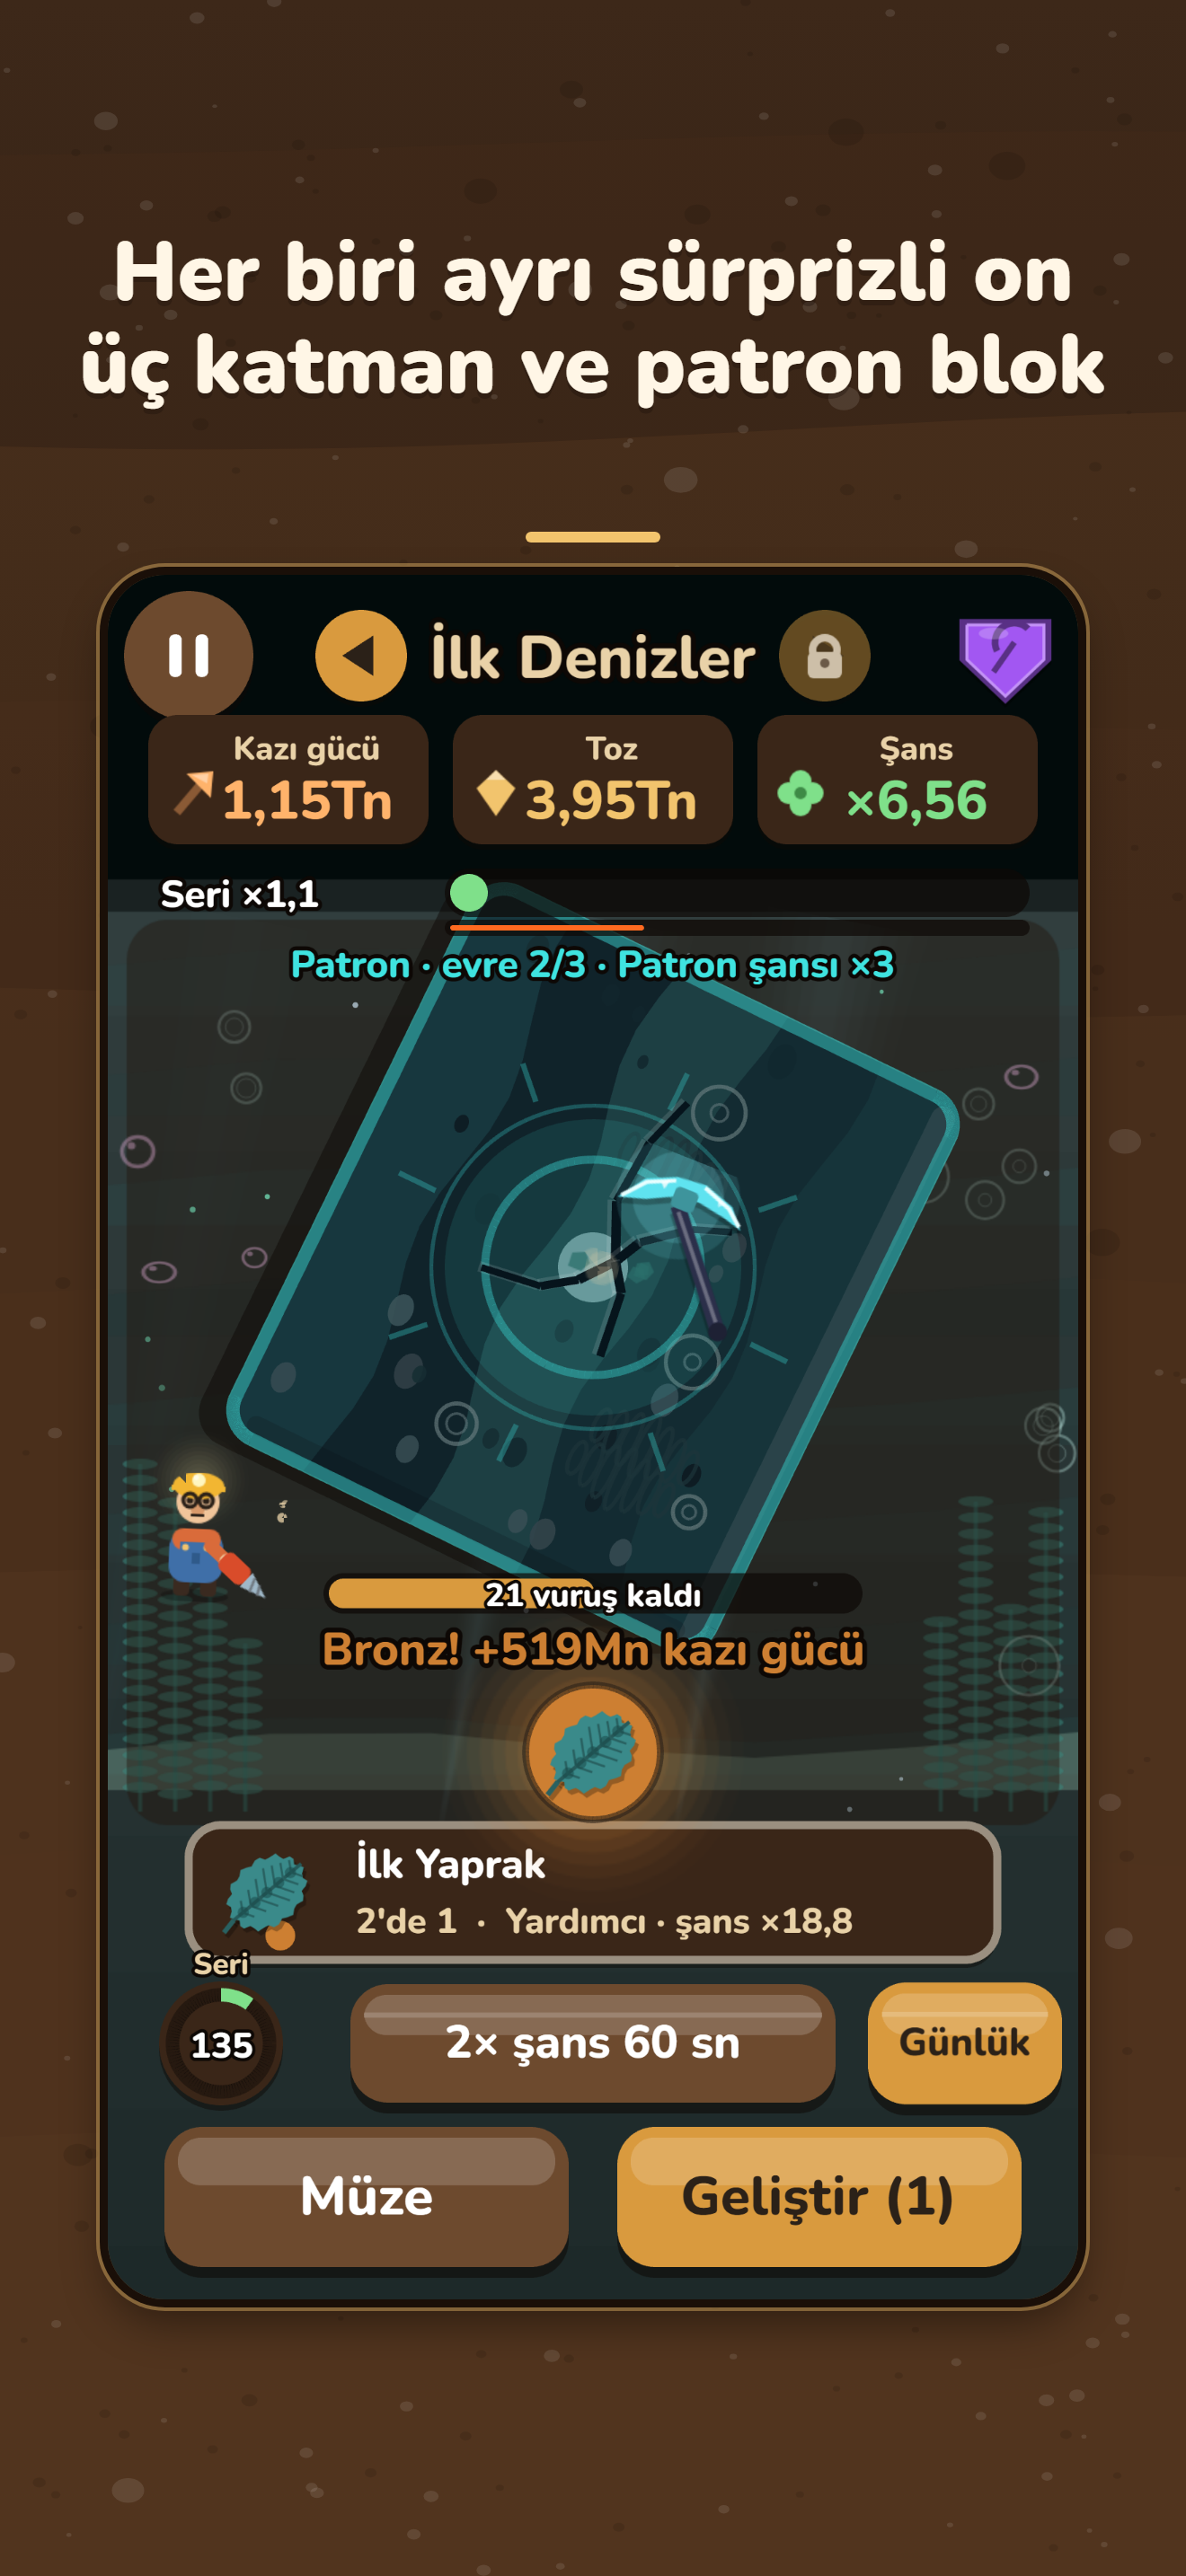 Her biri ayrı sürprizli on
üç katman ve patron blok
İlk Denizler
Kazı gücü
1,15Tn
Toz
3,95Tn
Şans
×6,56
Seri ×1,1
Patron · evre 2/3 · Patron şansı ×3
21 vuruş kaldı
Bronz! +519Mn kazı gücü
İlk Yaprak
2'de 1 · Yardımcı · şans ×18,8
Seri
135
2× şans 60 sn
Günlük
Müze
Geliştir (1)